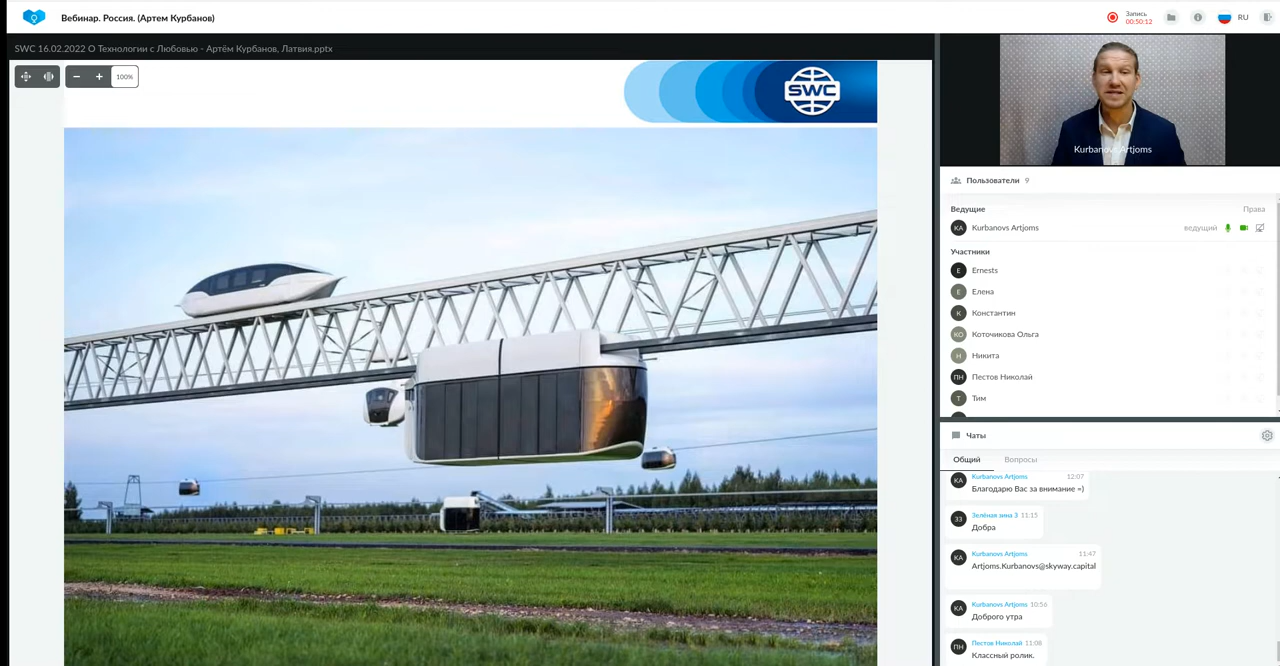 Вебинар. Россия. (Артем Курбанов)
Запись
00:50:12
RU
SWC 16.02.2022 О Технологии с Любовью - Артём Курбанов, Латвия.pptx
100%
SWC
Kurbanovs Artjoms
Пользователи 9
Ведущие
Права
KA
Kurbanovs Artjoms
ведущий
Участники
E
Ernests
Е
Елена
К
Константин
КО
Коточикова Ольга
Н
Никита
ПН
Пестов Николай
Т
Тим
Чаты
Общий
Вопросы
KA
Kurbanovs Artjoms 12:07
Благодарю Вас за внимание =)
ЗЗ
Зелёная зина З 11:15
Добра
KA
Kurbanovs Artjoms 11:47
Artjoms.Kurbanovs@skyway.capital
KA
Kurbanovs Artjoms 10:56
Доброго утра
ПН
Пестов Николай 11:08
Классный ролик.